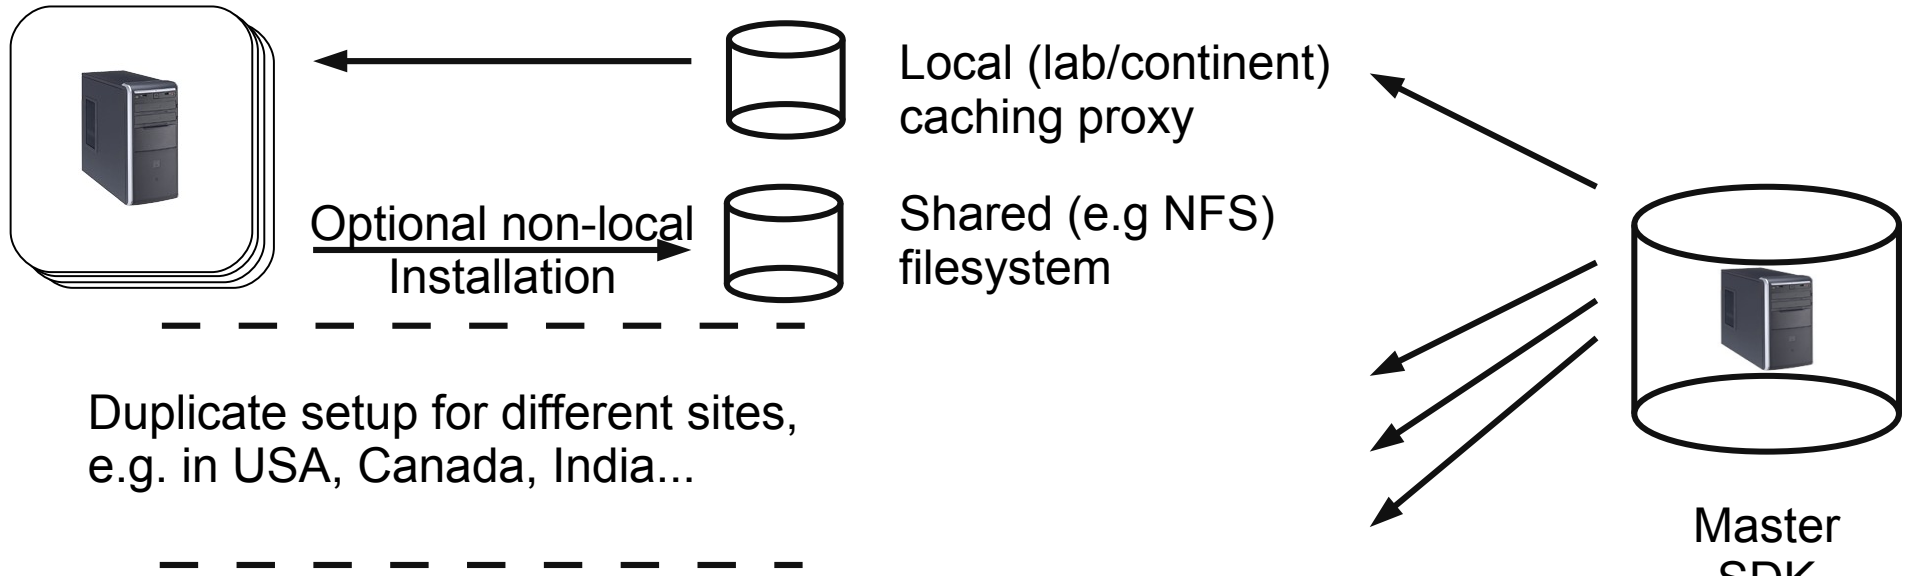 Local (lab/continent)
caching proxy
Optional non-local
Installation
Shared (e.g NFS)
filesystem
Duplicate setup for different sites,
e.g. in USA, Canada, India...
Master
SDK